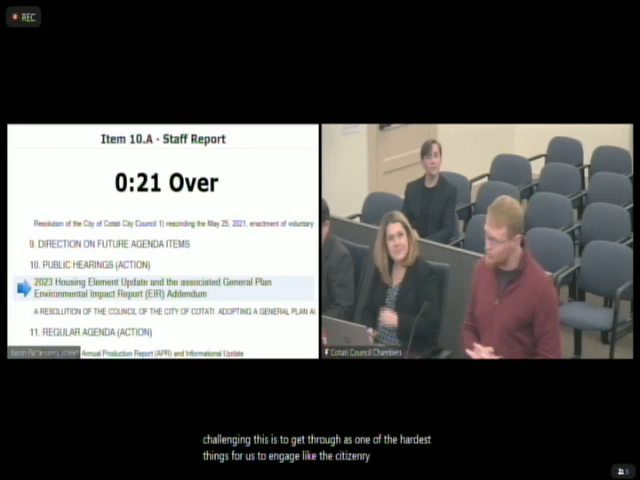 REC
Item 10.A - Staff Report
0:21 Over
Resolution of the City of Cotati City Council 1) rescinding the May 25, 2021, enactment of voluntary
9. DIRECTION ON FUTURE AGENDA ITEMS
10. PUBLIC HEARINGS (ACTION)
2023 Housing Element Update and the associated General Plan
Environmental Impact Report (EIR) Addendum
A RESOLUTION OF THE COUNCIL OF THE CITY OF COTATI ADOPTING A GENERAL PLAN A
11. REGULAR AGENDA (ACTION)
Annual Production Report (APR) and Informational Update
Cotati Council Chambers
challenging this is to get through as one of the hardest
things for us to engage like the citizenry